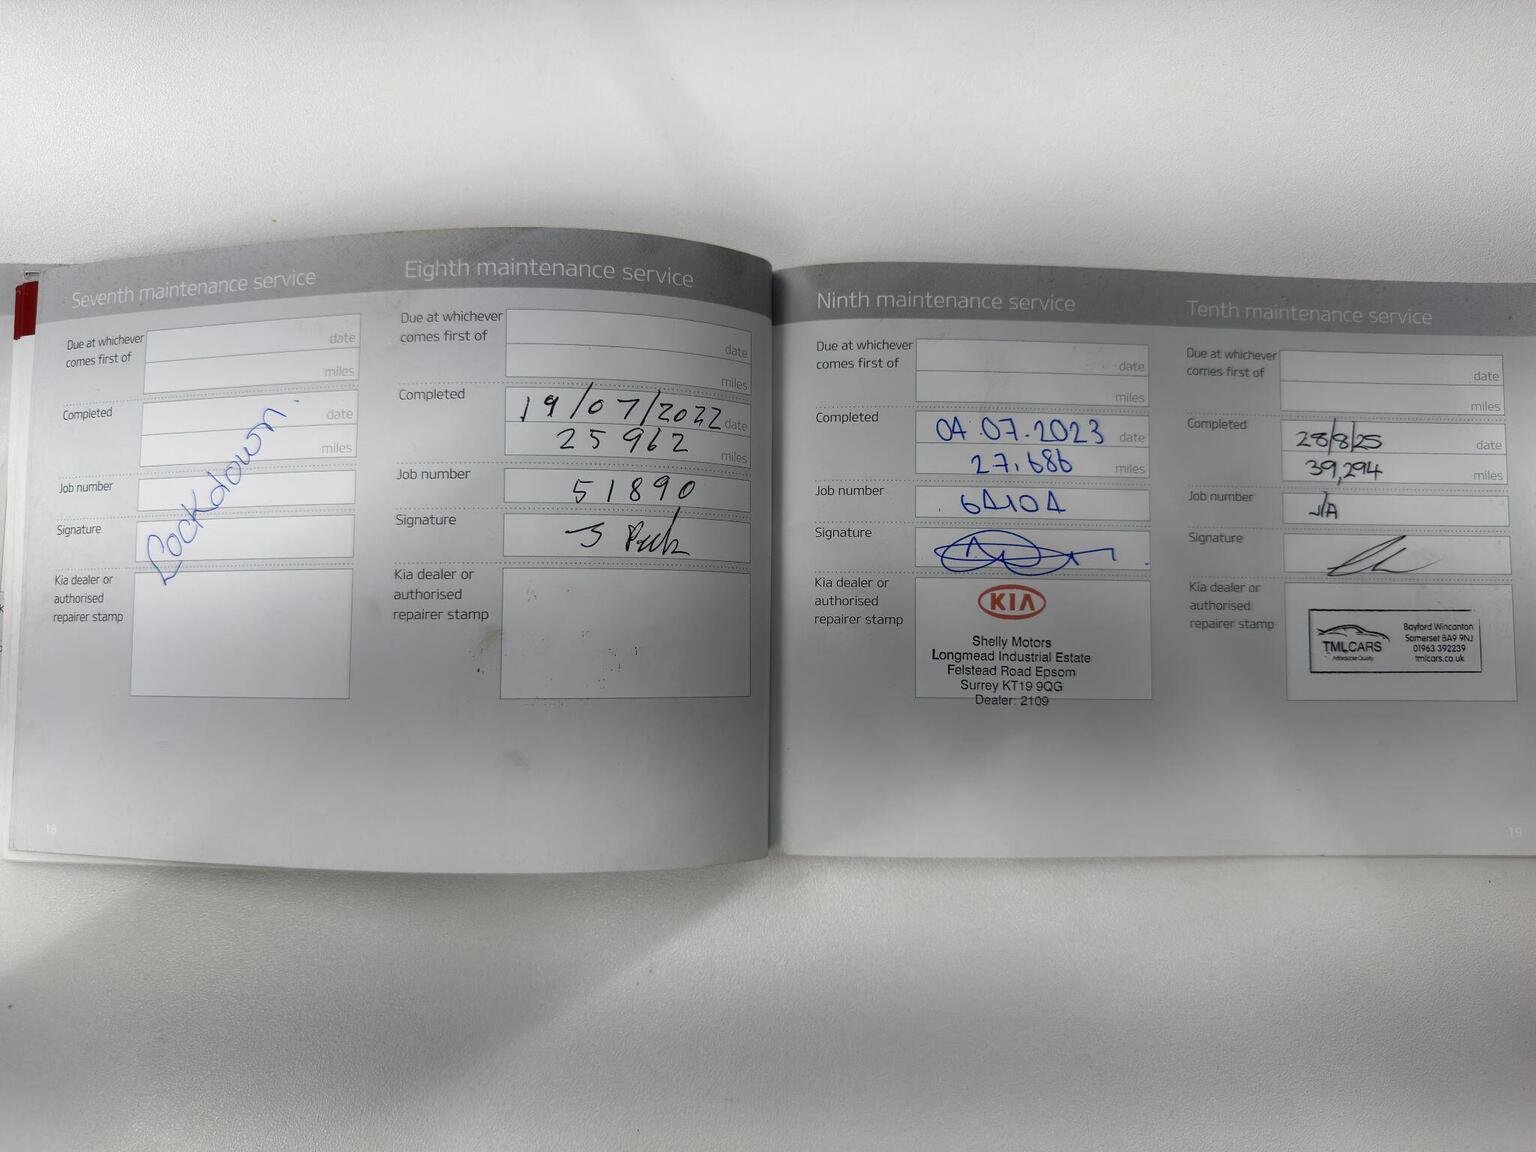 Seventh maintenance service
Due at whichever
comes first of
date
miles
Completed
date
miles
Job number
Signature
Kia dealer or
authorised
repairer stamp
Lockdown.
18
Eighth maintenance service
Due at whichever
comes first of
date
miles
Completed
19/07/2022 date
25962 miles
Job number
51890
Signature
Kia dealer or
authorised
repairer stamp
Ninth maintenance service
Due at whichever
comes first of
date
miles
Completed
04.07.2023 date
27,686 miles
Job number
64104
Signature
Kia dealer or
authorised
repairer stamp
KIA
Shelly Motors
Longmead Industrial Estate
Felstead Road Epsom
Surrey KT19 9QG
Dealer: 2109
Tenth maintenance service
Due at whichever
comes first of
date
miles
Completed
28/8/25 date
39,294 miles
Job number
N/A
Signature
Kia dealer or
authorised
repairer stamp
TMLCARS
Affordable Quality
Bayford Wincanton
Somerset BA9 9NJ
01963 392239
tmlcars.co.uk
19